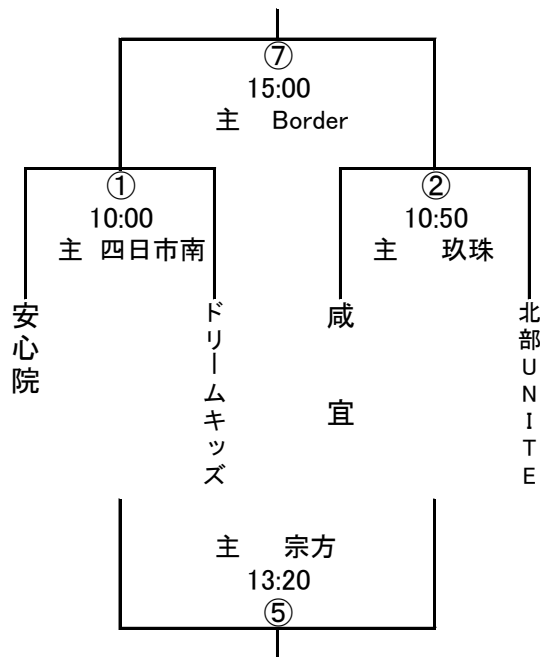 ⑦
15:00
主 Border
①
10:00
主 四日市南
②
10:50
主 玖珠
安心院
ドリームキッズ
咸宜
北部UNITE
主 宗方
13:20
⑤